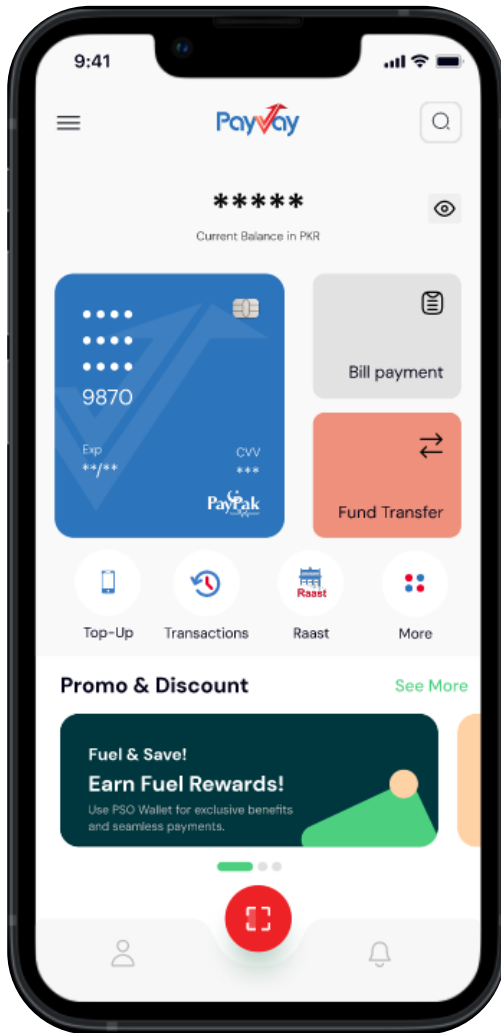 9:41
PayVay
*****
Current Balance in PKR
9870
Exp
**/**
CVV
***
PayPak
Bill payment
Fund Transfer
Top-Up
Transactions
Raast
Raast
More
Promo & Discount
See More
Fuel & Save!
Earn Fuel Rewards!
Use PSO Wallet for exclusive benefits
and seamless payments.